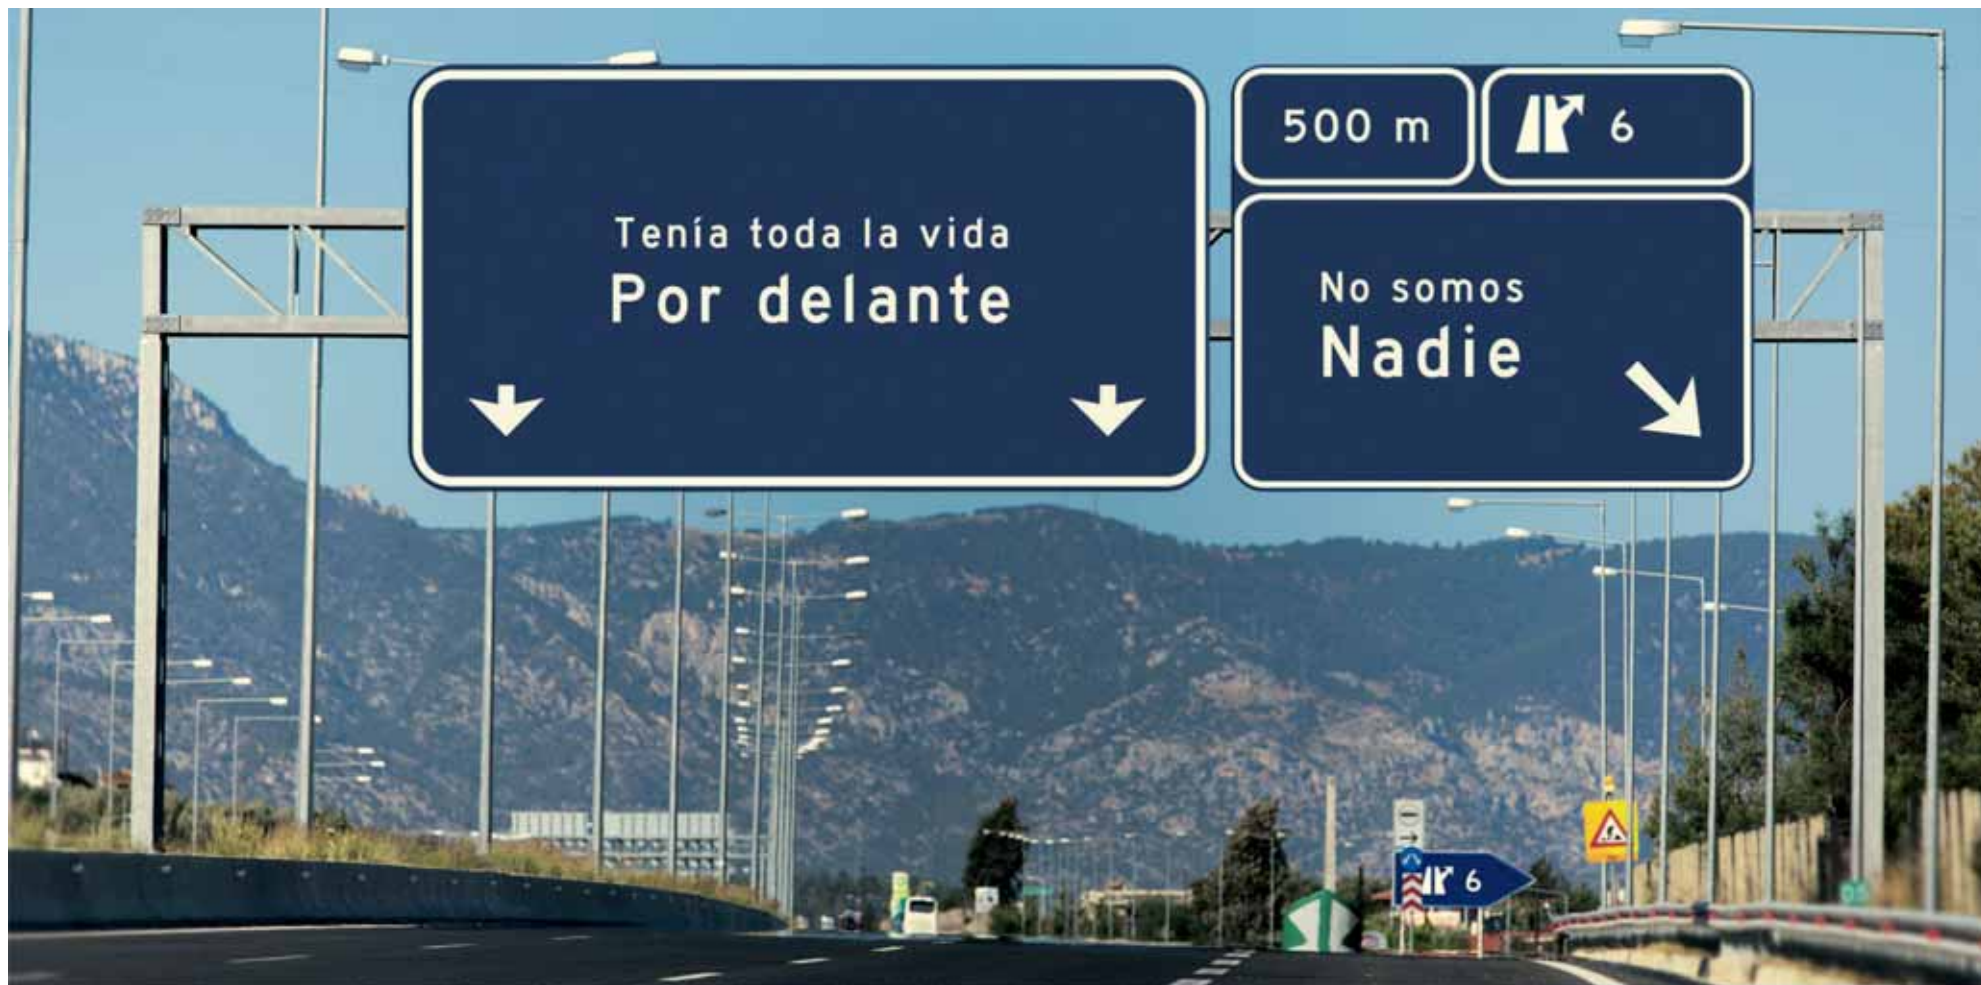 Tenía toda la vida
Por delante
500 m
6
No somos
Nadie
6